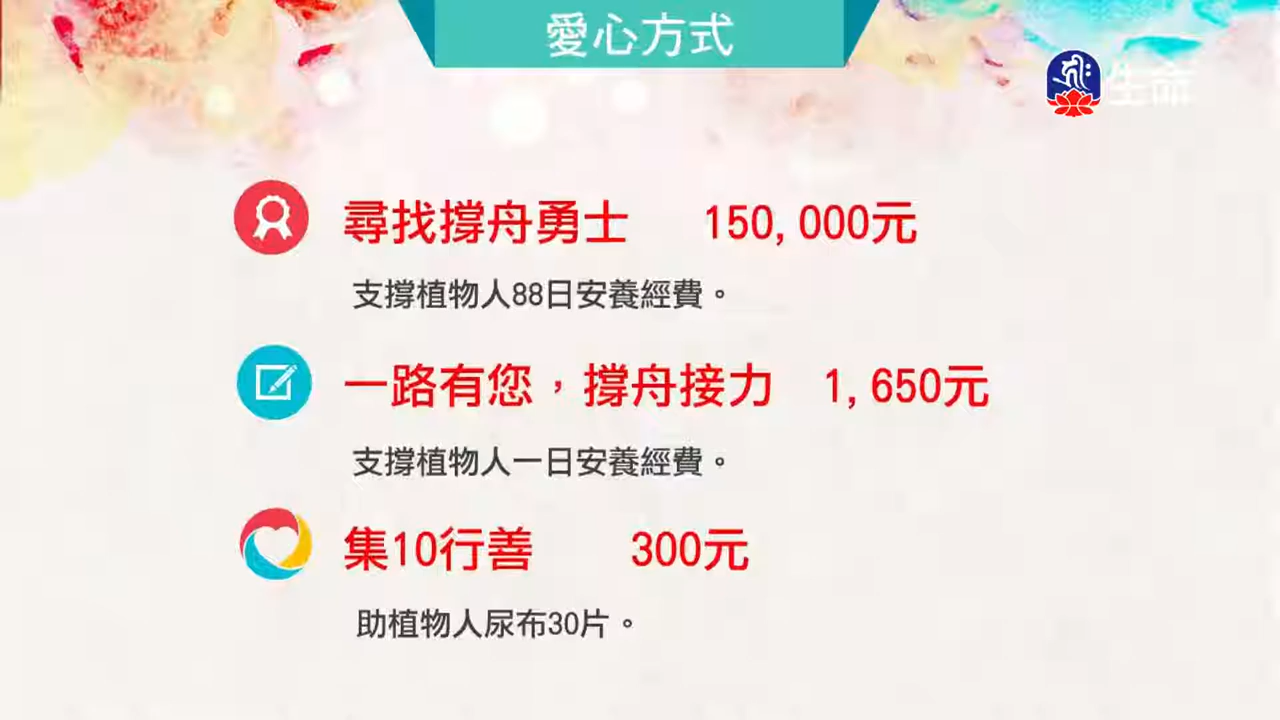 愛心方式
生命
尋找撐舟勇士 150,000元
支撐植物人88日安養經費。
一路有您，撐舟接力 1,650元
支撐植物人一日安養經費。
集10行善 300元
助植物人尿布30片。